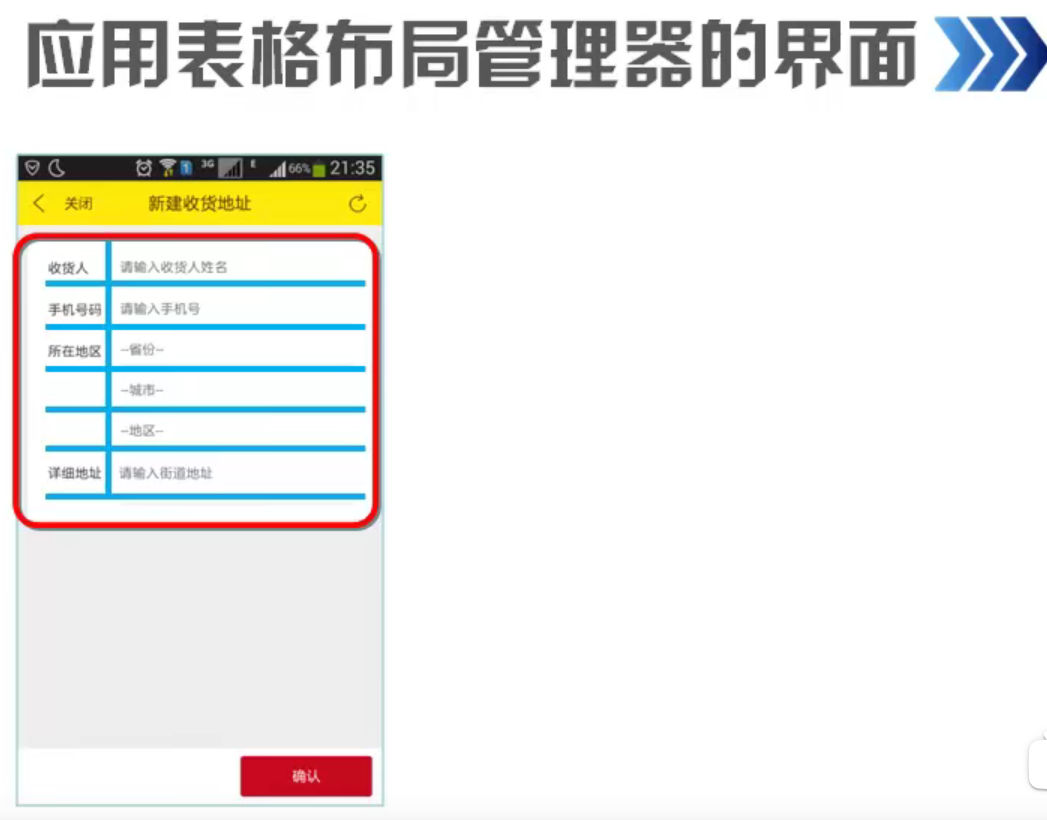 应用表格布局管理器的界面
3G E 66% 21:35
关闭 新建收货地址
收货人 请输入收货人姓名
手机号码 请输入手机号
所在地区 --省份--
--城市--
--地区--
详细地址 请输入街道地址
确认